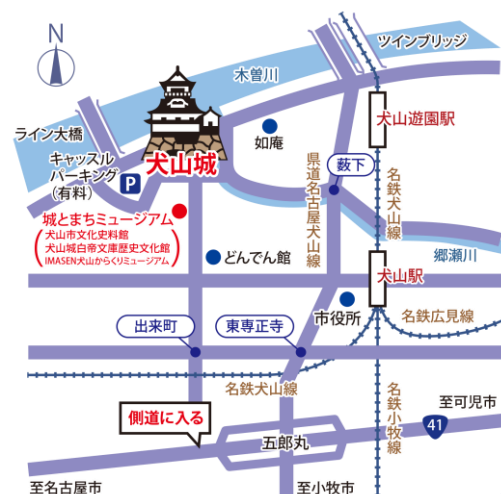 N
ツインブリッジ
木曽川
ライン大橋
犬山遊園駅
如庵
キャッスル
パーキング
(有料)
P
犬山城
薮下
県道名古屋犬山線
名鉄犬山線
城とまちミュージアム
犬山市文化史料館
犬山城白帝文庫歴史文化館
IMASEN犬山からくりミュージアム
郷瀬川
どんでん館
犬山駅
市役所
名鉄広見線
出来町
東専正寺
名鉄犬山線
名鉄小牧線
側道に入る
至可児市
41
五郎丸
至名古屋市
至小牧市